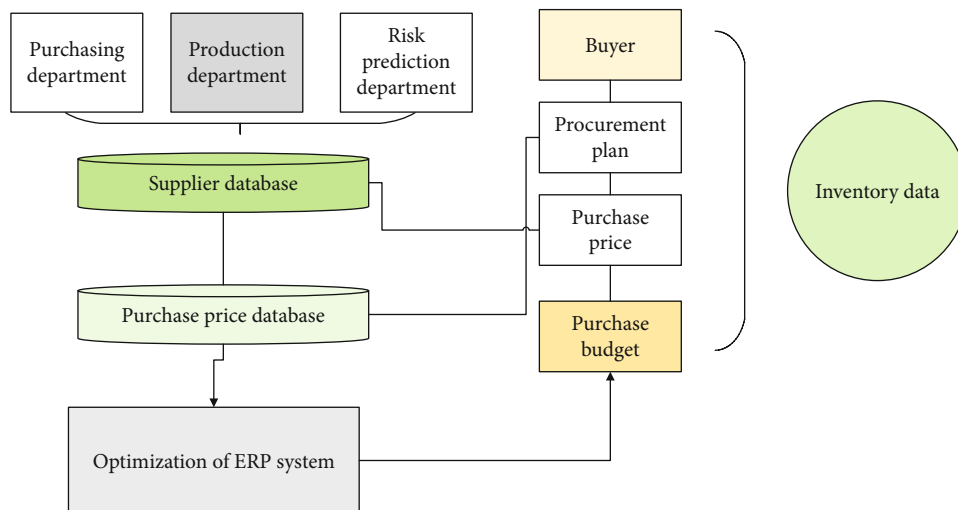 Purchasing
department
Production
department
Risk
prediction
department
Supplier database
Purchase price database
Optimization of ERP system
Buyer
Procurement
plan
Purchase
price
Purchase
budget
Inventory data